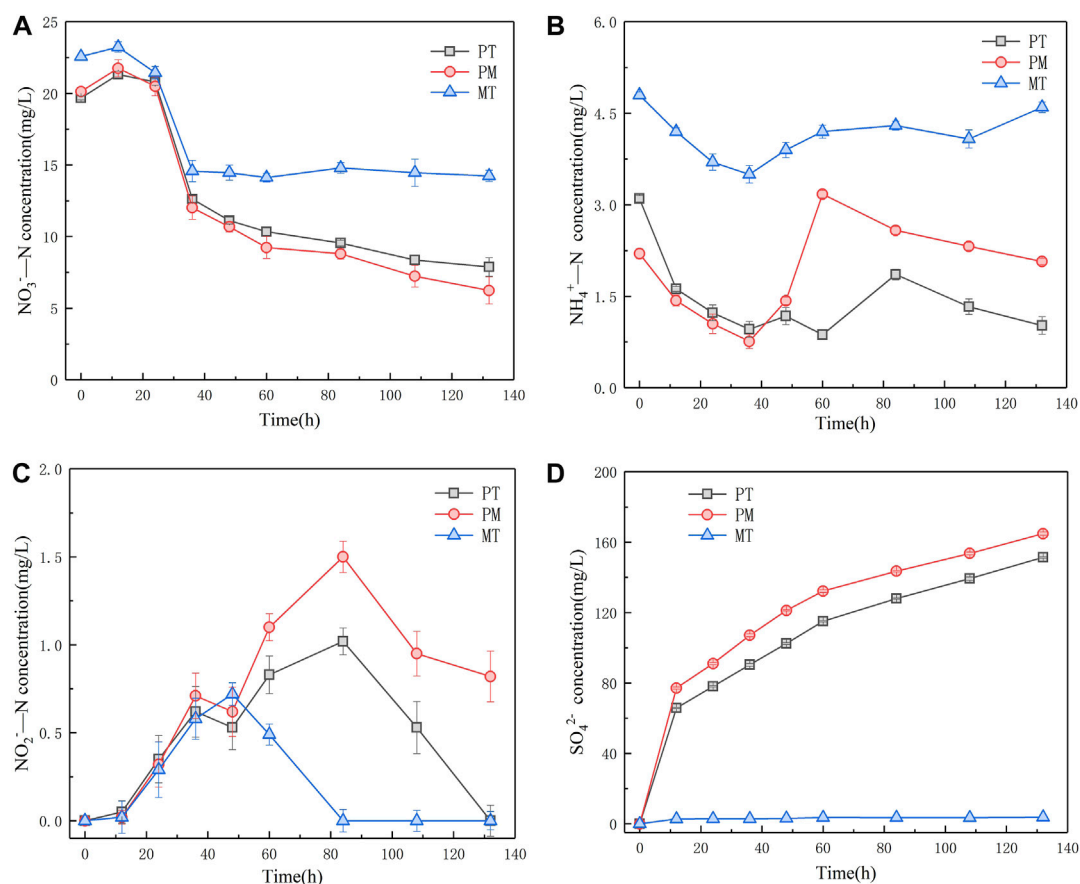 A
25
20
15
10
5
0
NO₃⁻—N concentration(mg/L)
PT
PM
MT
0 20 40 60 80 100 120 140
Time(h)
B
6.0
4.5
3.0
1.5
0.0
NH₄⁺—N concentration(mg/L)
PT
PM
MT
0 20 40 60 80 100 120 140
Time(h)
C
2.0
1.5
1.0
0.5
0.0
NO₂⁻—N concentration(mg/L)
PT
PM
MT
0 20 40 60 80 100 120 140
Time(h)
D
200
160
120
80
40
0
SO₄²⁻ concentration(mg/L)
PT
PM
MT
0 20 40 60 80 100 120 140
Time(h)